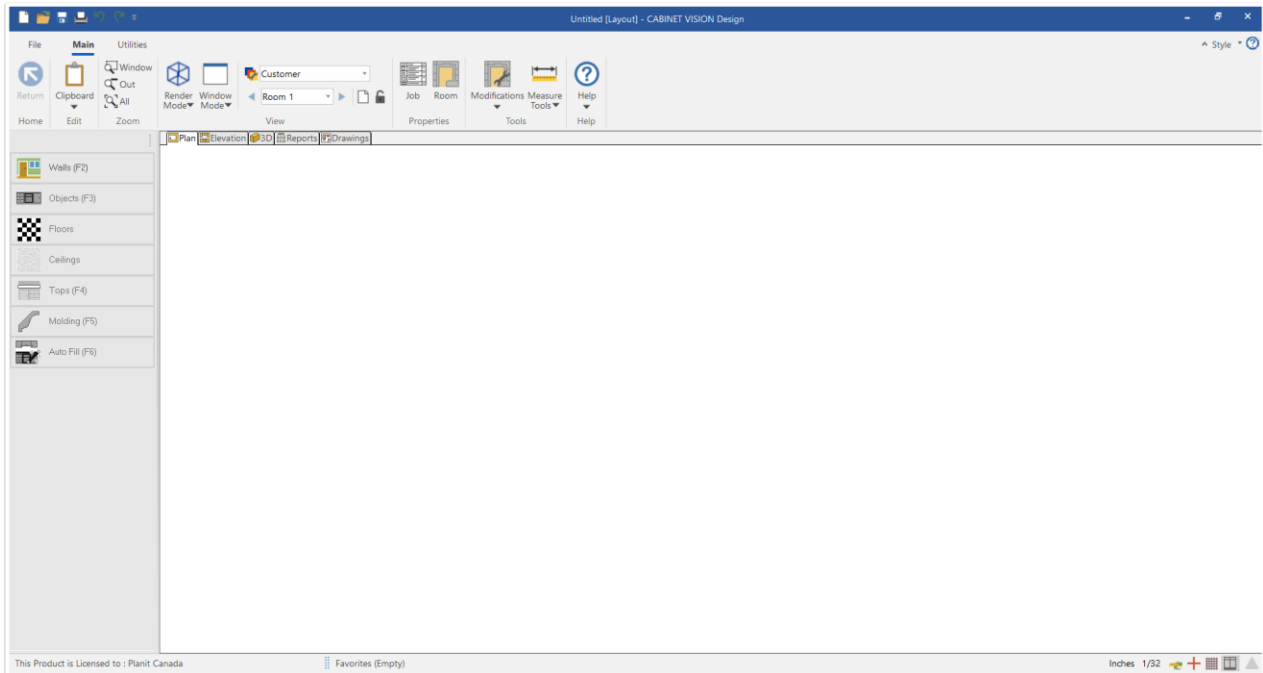 Untitled [Layout] - CABINET VISION Design
File Main Utilities
Style
Return Clipboard Window Out All
Render Mode Window Mode Customer Room 1
Job Room Modifications Measure Tools Help
Home Edit Zoom View Properties Tools Help
Plan Elevation 3D Reports Drawings
Walls (F2)
Objects (F3)
Floors
Ceilings
Tops (F4)
Molding (F5)
Auto Fill (F6)
This Product is Licensed to : Planit Canada Favorites (Empty) Inches 1/32